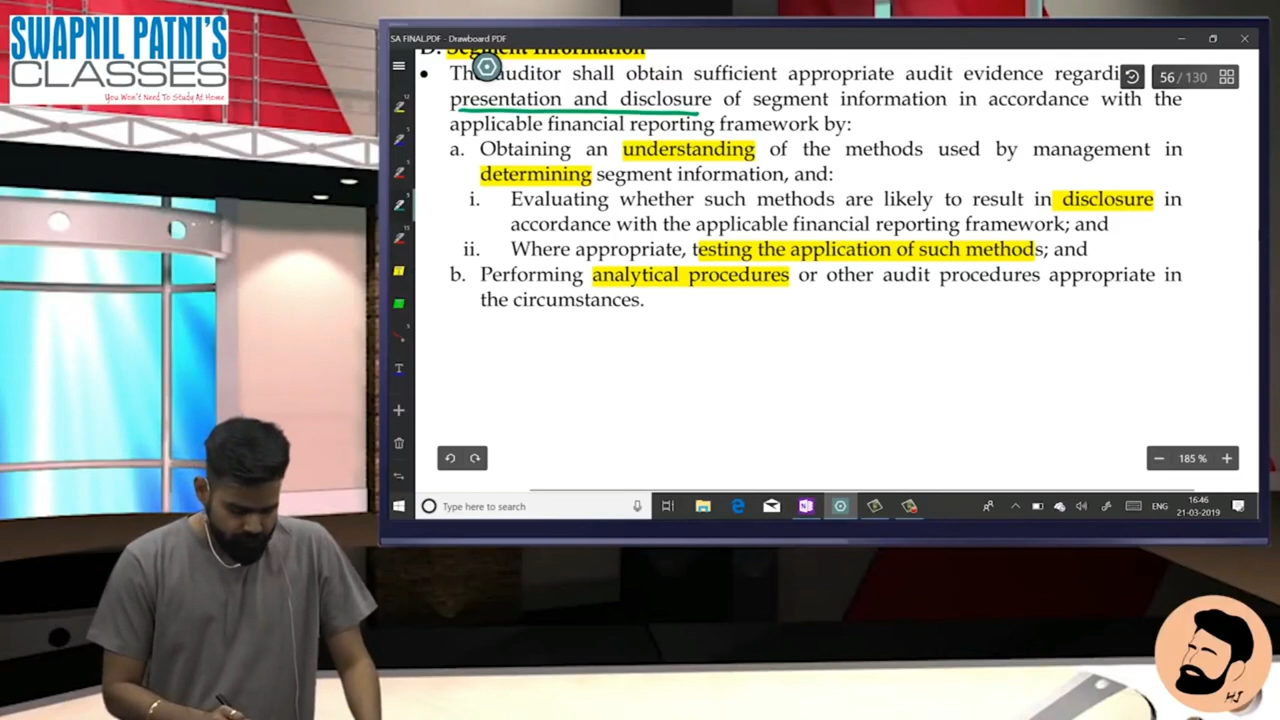 SWAPNIL PATNI'S
CLASSES
You Won't Need To Study At Home
SA FINAL.PDF - Drawboard PDF
D. Segment Information
The auditor shall obtain sufficient appropriate audit evidence regardi
56 / 130
presentation and disclosure of segment information in accordance with the
applicable financial reporting framework by:
a. Obtaining an understanding of the methods used by management in
determining segment information, and:
i. Evaluating whether such methods are likely to result in disclosure in
accordance with the applicable financial reporting framework; and
ii. Where appropriate, testing the application of such methods; and
b. Performing analytical procedures or other audit procedures appropriate in
the circumstances.
185 %
Type here to search
ENG
16:46
21-03-2019
HJ